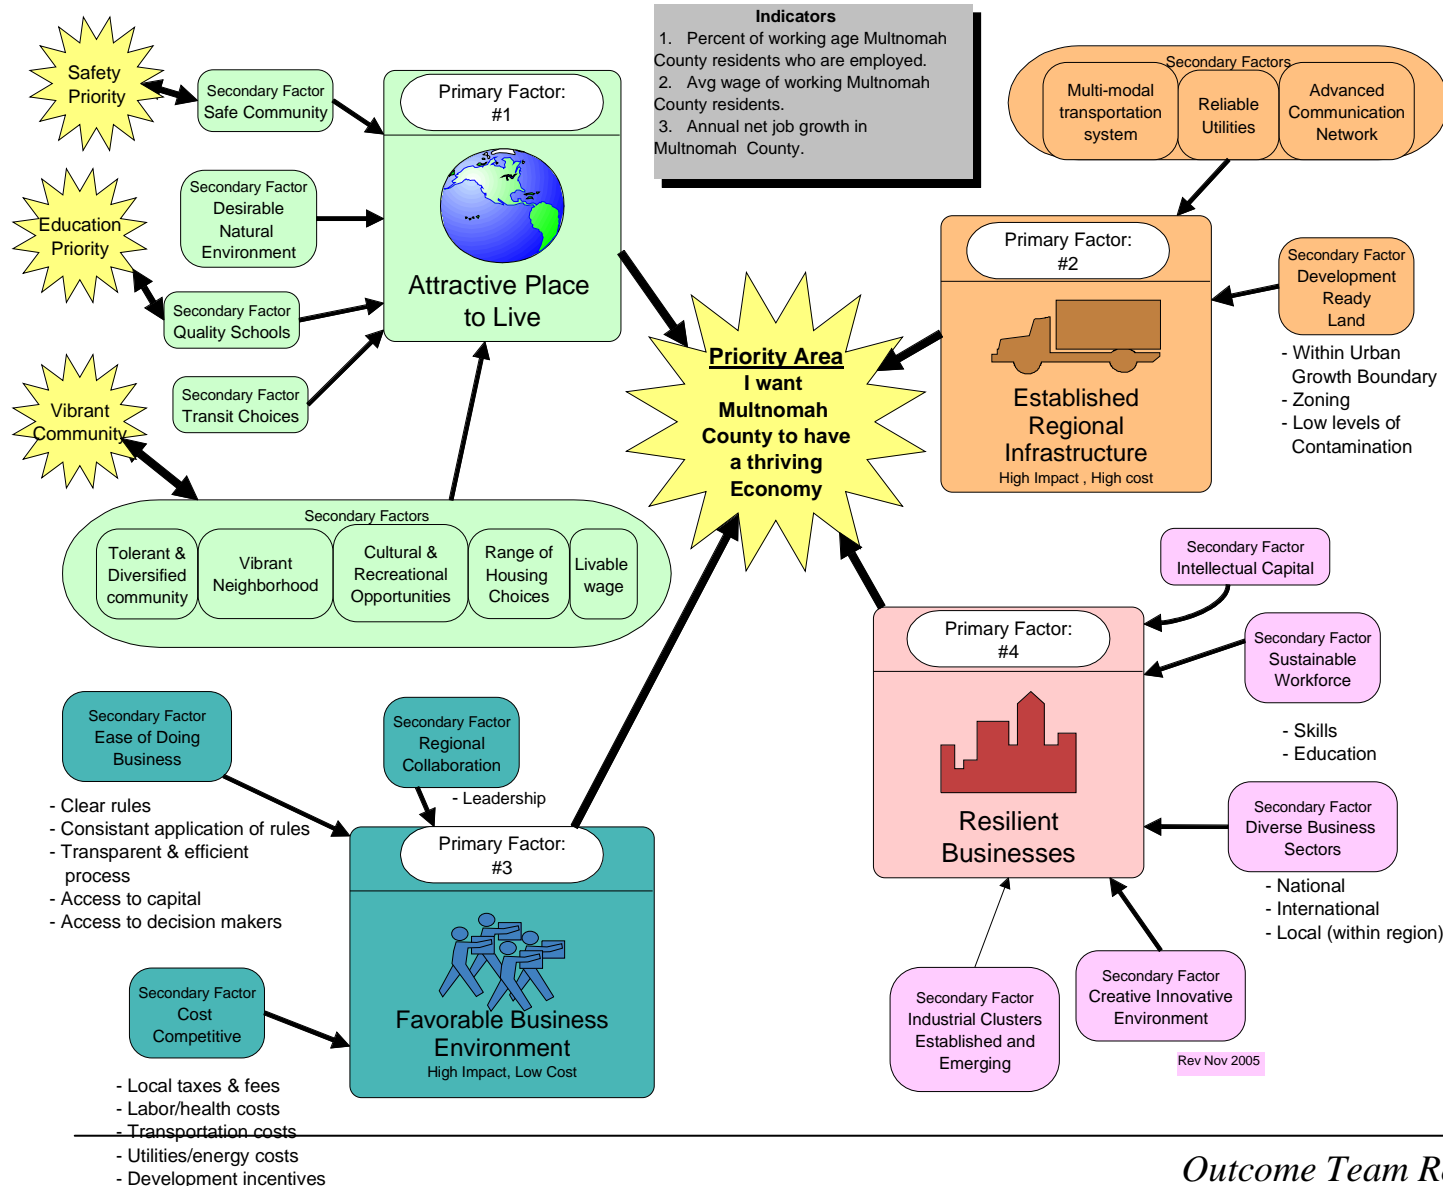 Indicators
1. Percent of working age Multnomah
County residents who are employed.
2. Avg wage of working Multnomah
County residents.
3. Annual net job growth in
Multnomah County.
Safety
Priority
Secondary Factor
Safe Community
Primary Factor:
#1
Attractive Place
to Live
Secondary Factor
Desirable
Natural
Environment
Education
Priority
Secondary Factor
Quality Schools
Secondary Factor
Transit Choices
Vibrant
Community
Secondary Factors
Tolerant &
Diversified
community
Vibrant
Neighborhood
Cultural &
Recreational
Opportunities
Range of
Housing
Choices
Livable
wage
Priority Area
I want
Multnomah
County to have
a thriving
Economy
Secondary Factors
Multi-modal
transportation
system
Reliable
Utilities
Advanced
Communication
Network
Primary Factor:
#2
Established
Regional
Infrastructure
High Impact , High cost
Secondary Factor
Development
Ready
Land
- Within Urban
Growth Boundary
- Zoning
- Low levels of
Contamination
Secondary Factor
Ease of Doing
Business
- Clear rules
- Consistant application of rules
- Transparent & efficient
process
- Access to capital
- Access to decision makers
Secondary Factor
Regional
Collaboration
- Leadership
Primary Factor:
#3
Favorable Business
Environment
High Impact, Low Cost
Secondary Factor
Cost
Competitive
- Local taxes & fees
- Labor/health costs
- Transportation costs
- Utilities/energy costs
- Development incentives
Primary Factor:
#4
Resilient
Businesses
Secondary Factor
Intellectual Capital
Secondary Factor
Sustainable
Workforce
- Skills
- Education
Secondary Factor
Diverse Business
Sectors
- National
- International
- Local (within region)
Secondary Factor
Creative Innovative
Environment
Secondary Factor
Industrial Clusters
Established and
Emerging
Rev Nov 2005
Outcome Team